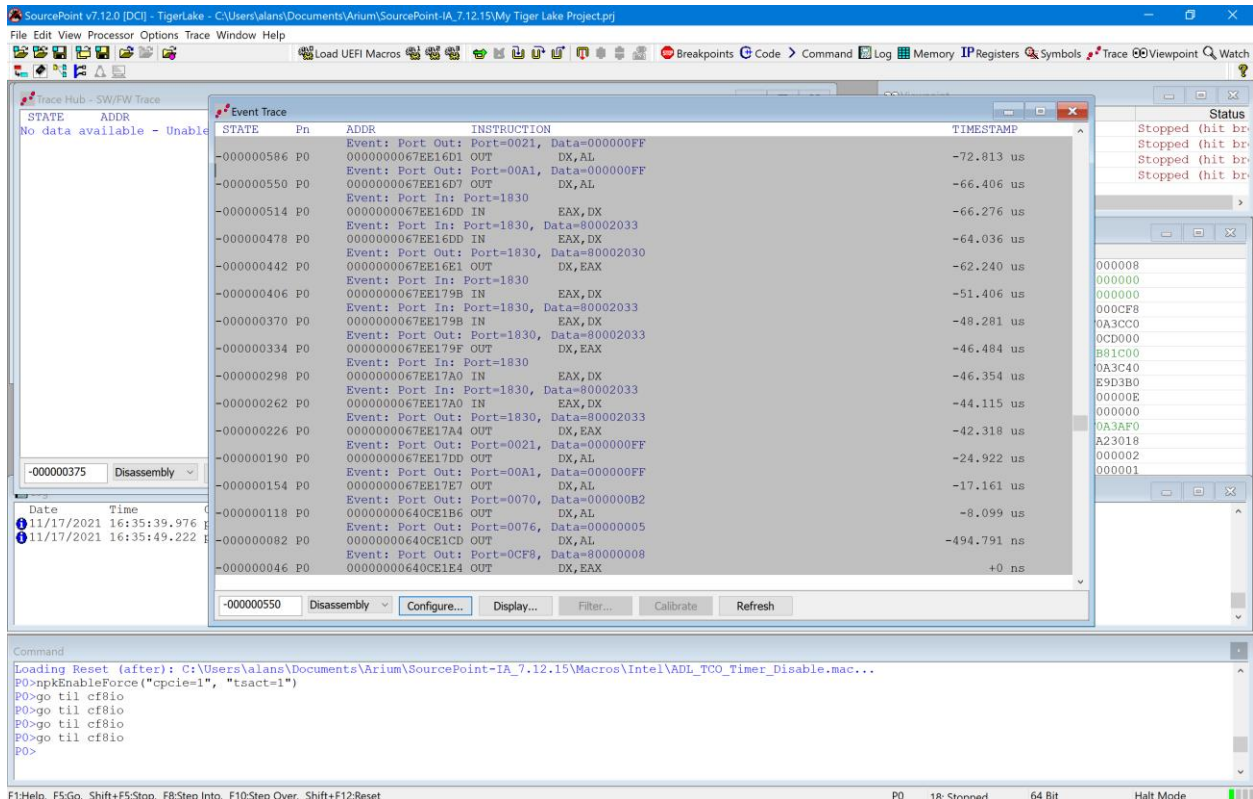 SourcePoint v7.12.0 [DCI] - TigerLake - C:\Users\alans\Documents\Arium\SourcePoint-IA_7.12.15\My Tiger Lake Project.prj
File Edit View Processor Options Trace Window Help
Load UEFI Macros Breakpoints Code Command Log Memory IP Registers Symbols Trace Viewpoint Watch
Trace Hub - SW/FW Trace
STATE ADDR
No data available - Unable
-000000375 Disassembly
Event Trace
STATE Pn ADDR INSTRUCTION TIMESTAMP
Event: Port Out: Port=0021, Data=000000FF
-000000586 P0 0000000067EE16D1 OUT DX,AL -72.813 us
Event: Port Out: Port=00A1, Data=000000FF
-000000550 P0 0000000067EE16D7 OUT DX,AL -66.406 us
Event: Port In: Port=1830
-000000514 P0 0000000067EE16DD IN EAX,DX -66.276 us
Event: Port In: Port=1830, Data=80002033
-000000478 P0 0000000067EE16DD IN EAX,DX -64.036 us
Event: Port Out: Port=1830, Data=80002030
-000000442 P0 0000000067EE16E1 OUT DX,EAX -62.240 us
Event: Port In: Port=1830
-000000406 P0 0000000067EE179B IN EAX,DX -51.406 us
Event: Port In: Port=1830, Data=80002033
-000000370 P0 0000000067EE179B IN EAX,DX -48.281 us
Event: Port Out: Port=1830, Data=80002033
-000000334 P0 0000000067EE179F OUT DX,EAX -46.484 us
Event: Port In: Port=1830
-000000298 P0 0000000067EE17A0 IN EAX,DX -46.354 us
Event: Port In: Port=1830, Data=80002033
-000000262 P0 0000000067EE17A0 IN EAX,DX -44.115 us
Event: Port Out: Port=1830, Data=80002033
-000000226 P0 0000000067EE17A4 OUT DX,EAX -42.318 us
Event: Port Out: Port=0021, Data=000000FF
-000000190 P0 0000000067EE17DD OUT DX,AL -24.922 us
Event: Port Out: Port=00A1, Data=000000FF
-000000154 P0 0000000067EE17E7 OUT DX,AL -17.161 us
Event: Port Out: Port=0070, Data=000000B2
-000000118 P0 00000000640CE1B6 OUT DX,AL -8.099 us
Event: Port Out: Port=0076, Data=00000005
-000000082 P0 00000000640CE1CD OUT DX,AL -494.791 ns
Event: Port Out: Port=0CF8, Data=80000008
-000000046 P0 00000000640CE1E4 OUT DX,EAX +0 ns
-000000550 Disassembly Configure... Display... Filter... Calibrate Refresh
Status
Stopped (hit br
Stopped (hit br
Stopped (hit br
Stopped (hit br
000008
000000
000000
000CF8
0A3CC0
0CD000
B81C00
0A3C40
E9D3B0
00000E
000000
0A3AF0
A23018
000002
000001
Date Time
11/17/2021 16:35:39.976
11/17/2021 16:35:49.222
Command
Loading Reset (after): C:\Users\alans\Documents\Arium\SourcePoint-IA_7.12.15\Macros\Intel\ADL_TCO_Timer_Disable.mac...
P0>npkEnableForce("cpcie=1", "tsact=1")
P0>go til cf8io
P0>go til cf8io
P0>go til cf8io
P0>go til cf8io
P0>
F1:Help, F5:Go, Shift+F5:Stop, F8:Step Into, F10:Step Over, Shift+F12:Reset P0 18: Stopped 64 Bit Halt Mode